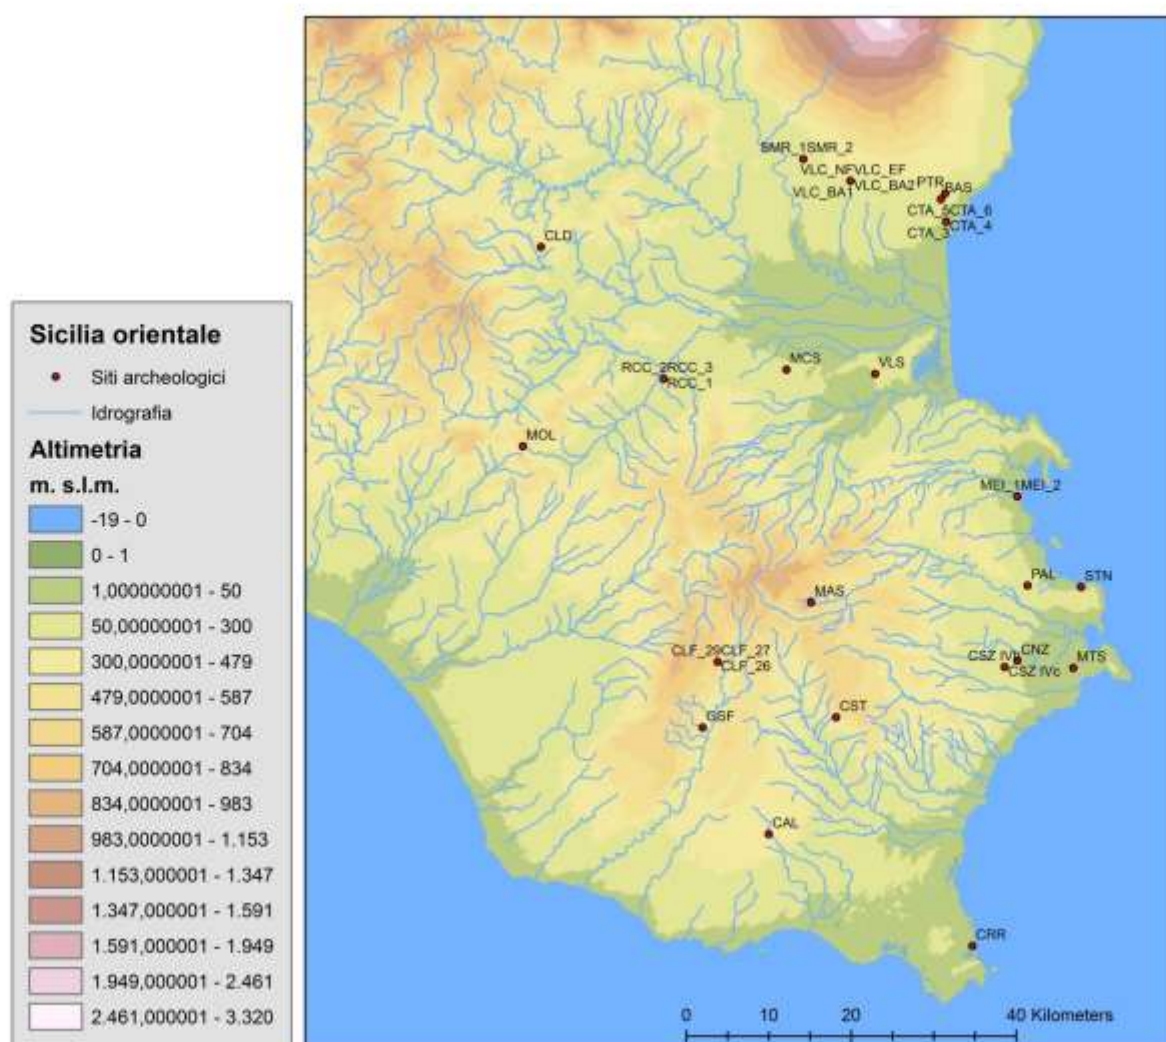 Sicilia orientale
Siti archeologici
Idrografia
Altimetria
m. s.l.m.
-19 - 0
0 - 1
1,000000001 - 50
50,00000001 - 300
300,0000001 - 479
479,0000001 - 587
587,0000001 - 704
704,0000001 - 834
834,0000001 - 983
983,0000001 - 1.153
1.153,000001 - 1.347
1.347,000001 - 1.591
1.591,000001 - 1.949
1.949,000001 - 2.461
2.461,000001 - 3.320
SMR_1SMR_2
VLC_NFVLC_EF
VLC_BA1 VLC_BA2
PTR BAS
CTA_5CTA_6
CTA_3 CTA_4
CLD
RCC_2RCC_3
RCC_1
MCS
VLS
MOL
MEI_1MEI_2
PAL
STN
MAS
CLF_29CLF_27
CLF_26
CNZ
CSZ IVc
MTS
GSF
CST
CAL
CRR
0 10 20 40 Kilometers